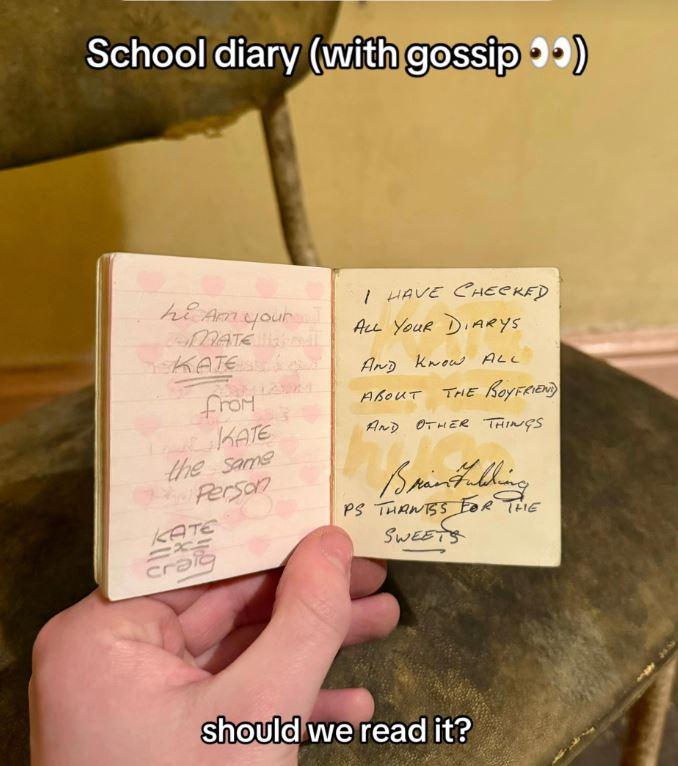 School diary (with gossip 👀)
hi Am your
MATE
KATE
from
KATE
the same
Person
KATE
=x=
craig
I HAVE CHECKED
ALL YOUR DIARYS
AND KNOW ALL
ABOUT THE BOYFRIEND
AND OTHER THINGS
Brian
PS THANKS FOR THE
SWEETS
should we read it?